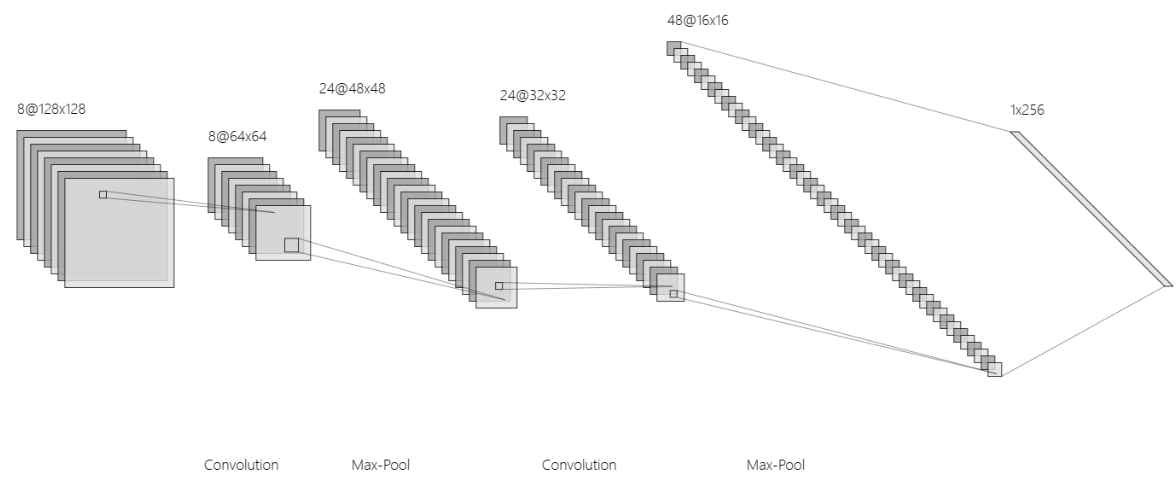 8@128x128
8@64x64
24@48x48
24@32x32
48@16x16
1x256
Convolution
Max-Pool
Convolution
Max-Pool